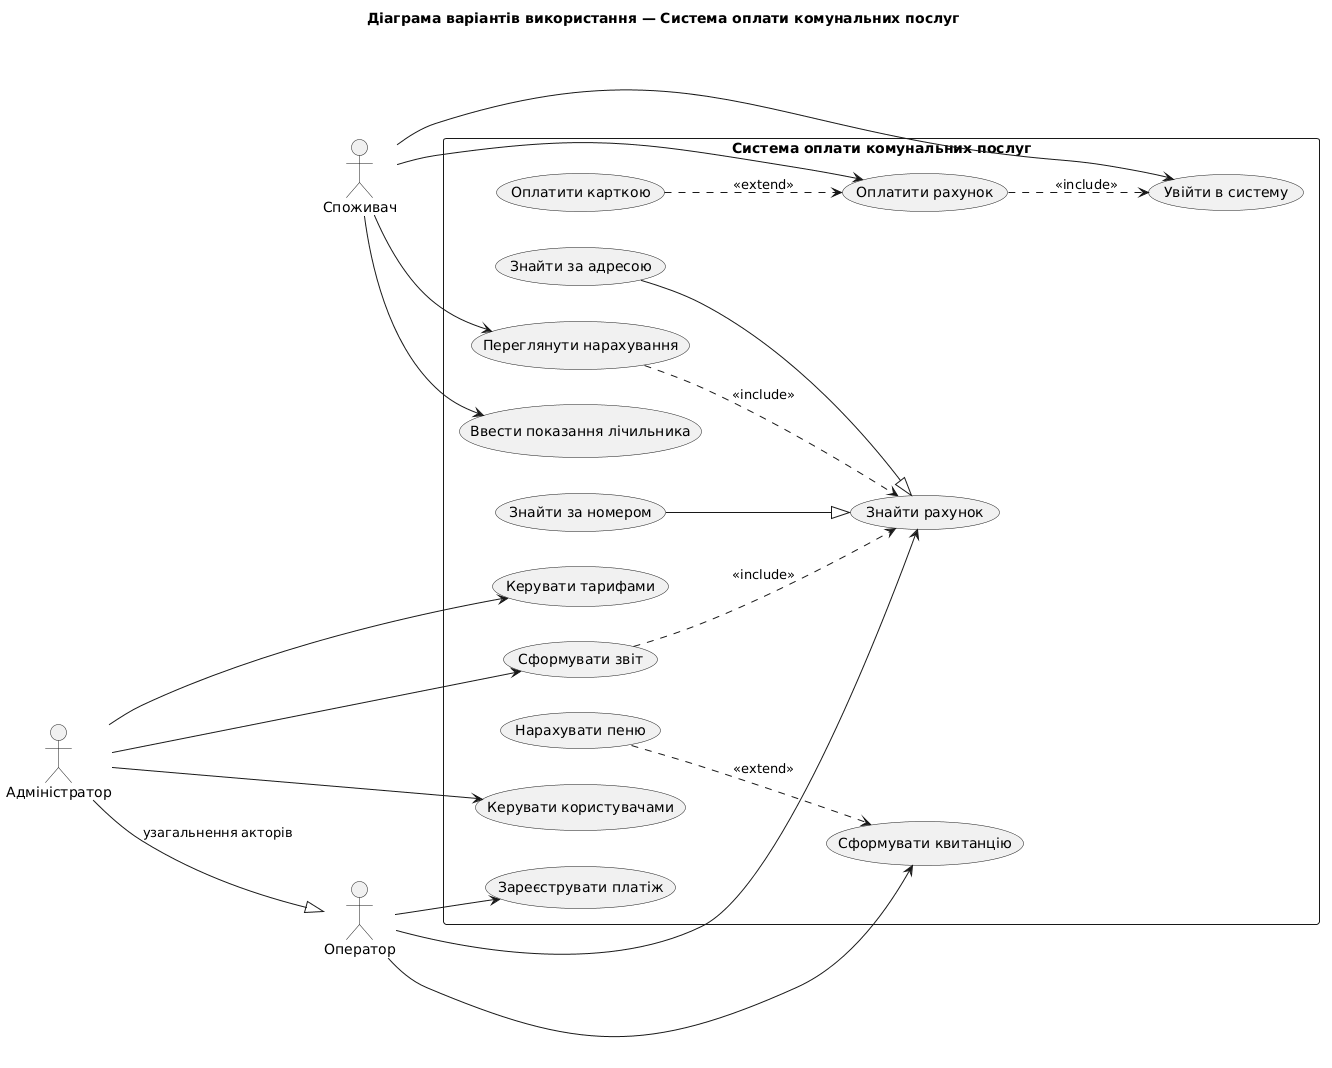 Діаграма варіантів використання — Система оплати комунальних послуг
Система оплати комунальних послуг
Споживач
Оплатити карткою
«extend»
Оплатити рахунок
«include»
Увійти в систему
Знайти за адресою
Переглянути нарахування
«include»
Ввести показання лічильника
Знайти за номером
Знайти рахунок
Керувати тарифами
«include»
Сформувати звіт
Нарахувати пеню
«extend»
Адміністратор
Керувати користувачами
узагальнення акторів
Сформувати квитанцію
Зареєструвати платіж
Оператор